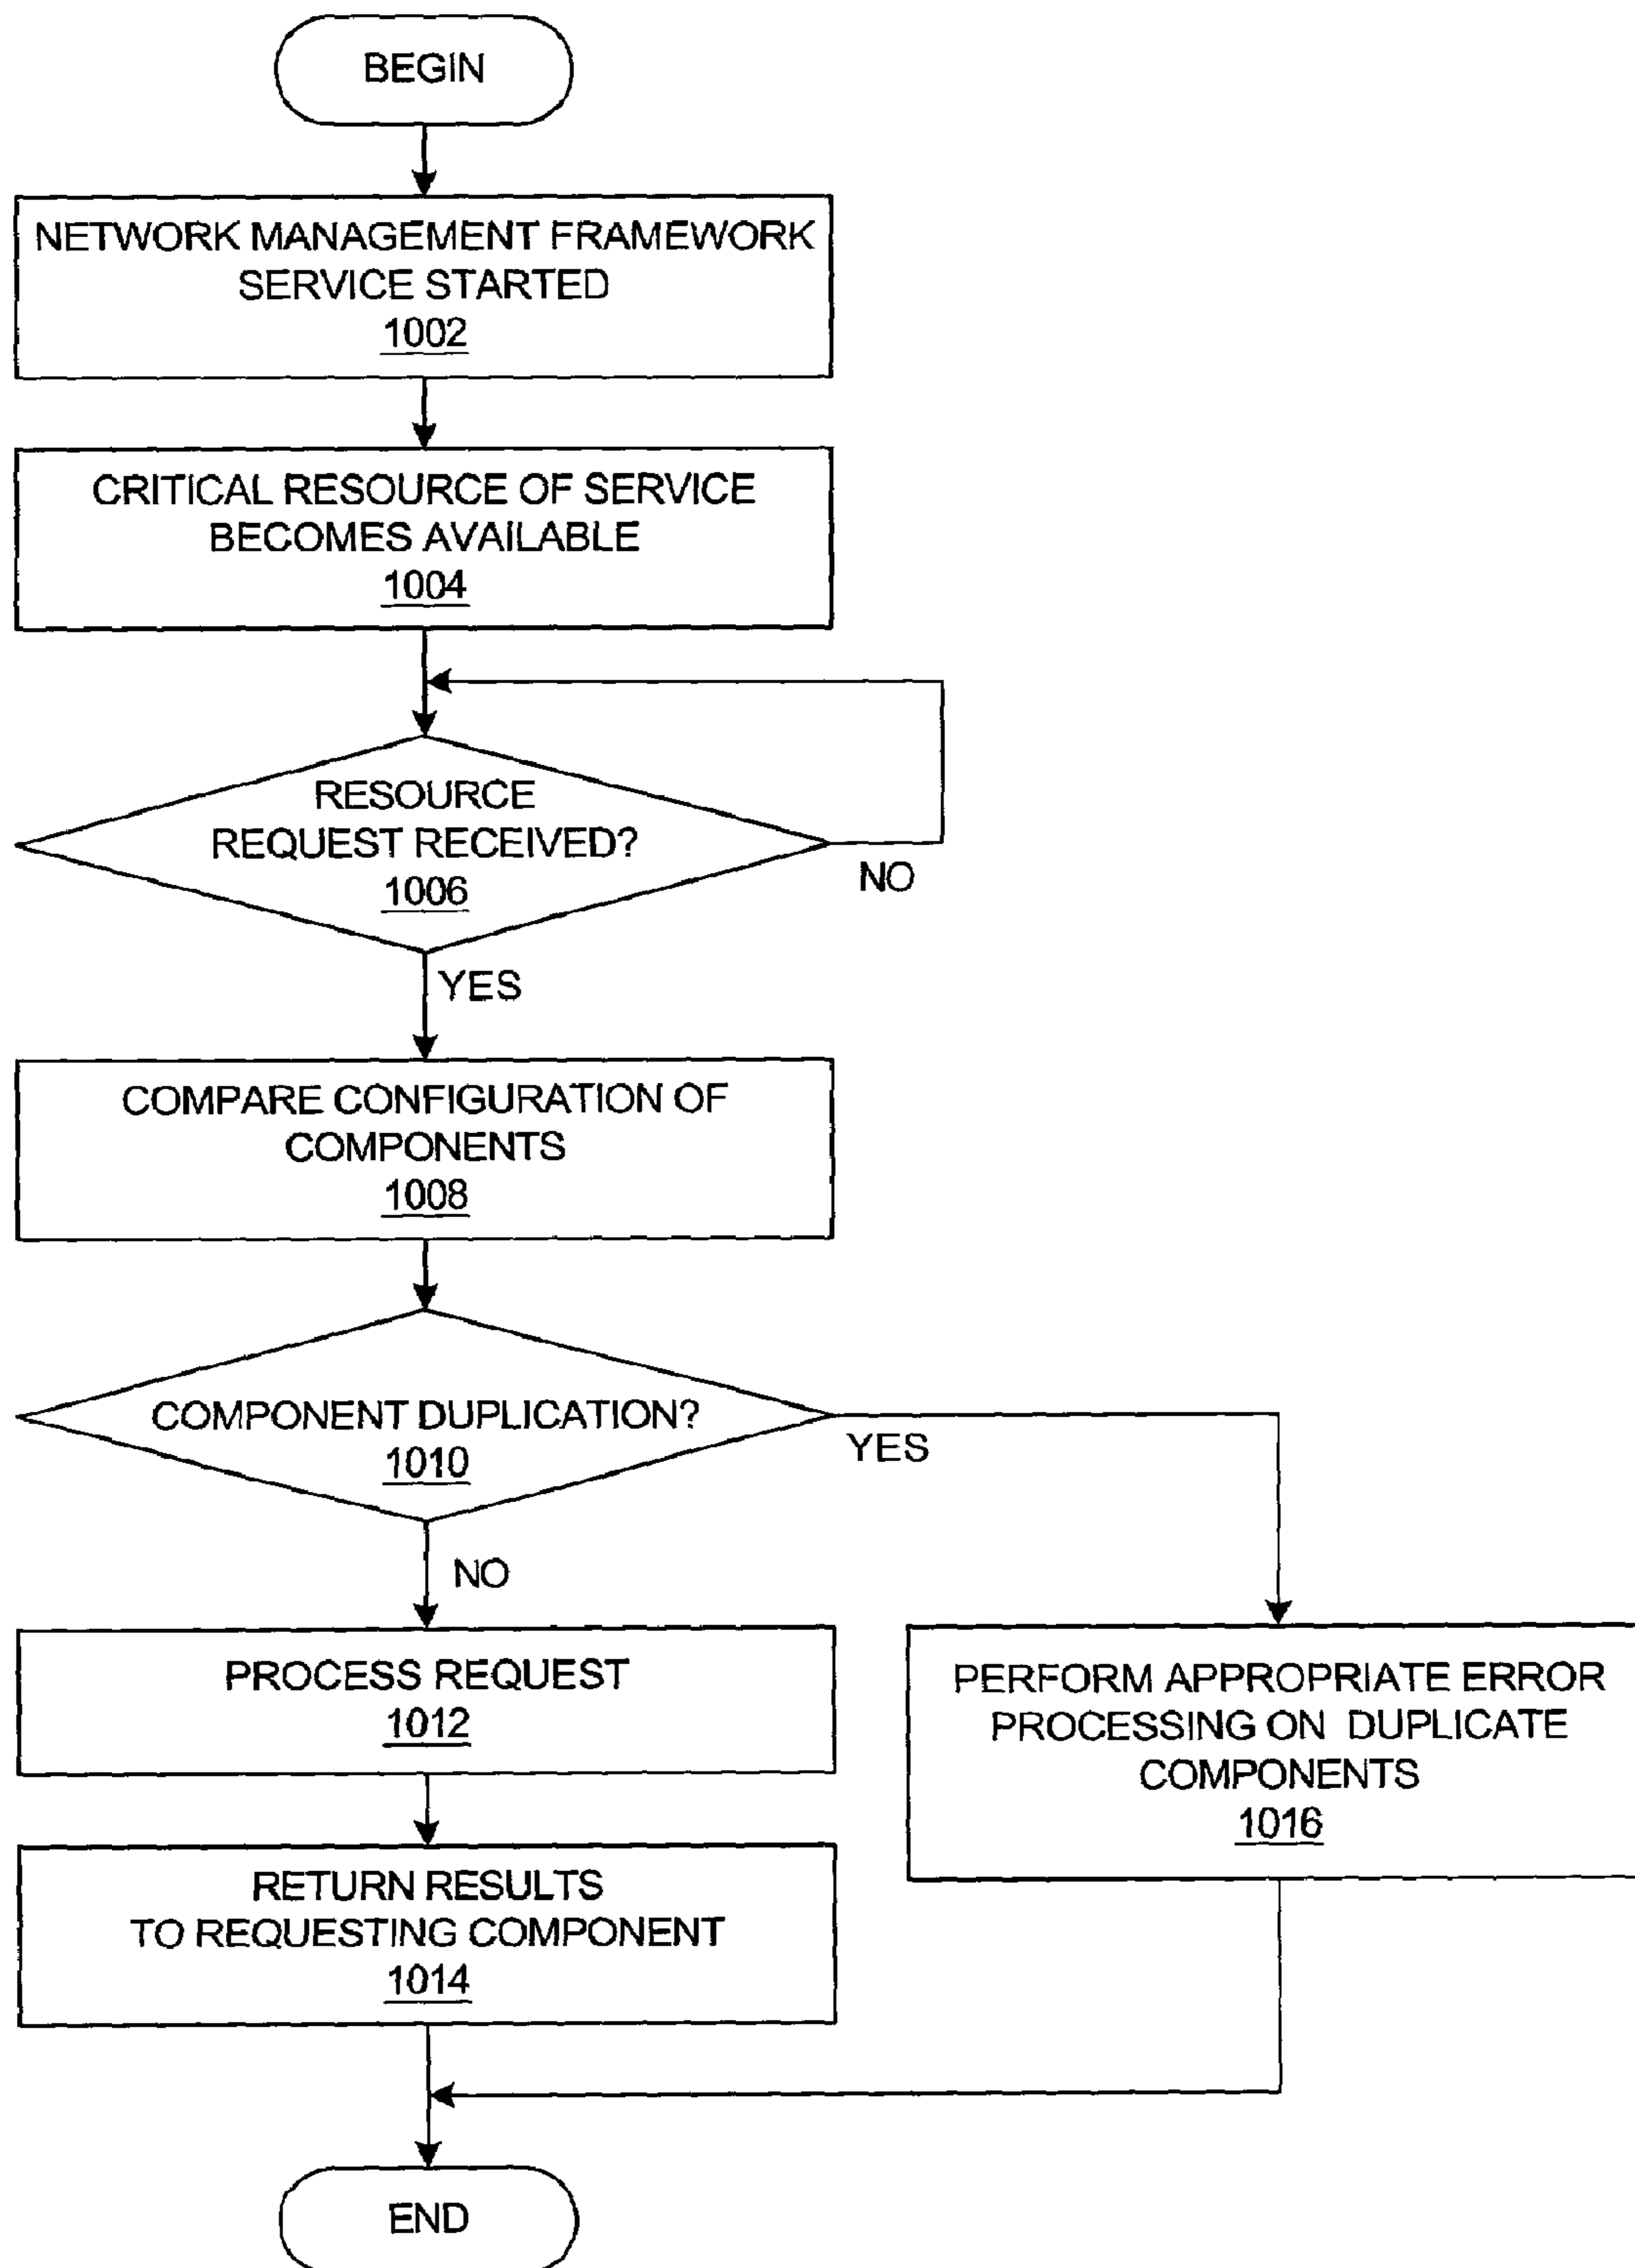 BEGIN
NETWORK MANAGEMENT FRAMEWORK
SERVICE STARTED
1002
CRITICAL RESOURCE OF SERVICE
BECOMES AVAILABLE
1004
RESOURCE
REQUEST RECEIVED?
1006
NO
YES
COMPARE CONFIGURATION OF
COMPONENTS
1008
COMPONENT DUPLICATION?
1010
YES
NO
PROCESS REQUEST
1012
PERFORM APPROPRIATE ERROR
PROCESSING ON DUPLICATE
COMPONENTS
1016
RETURN RESULTS
TO REQUESTING COMPONENT
1014
END